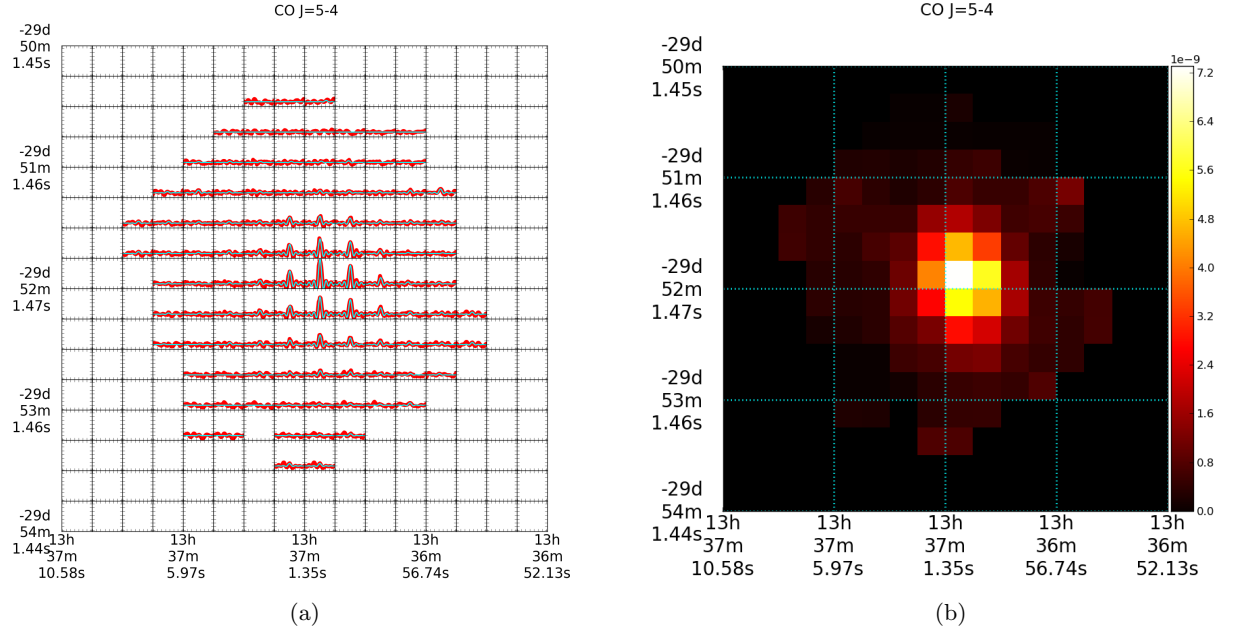 CO J=5-4
-29d
50m
1.45s
-29d
51m
1.46s
-29d
52m
1.47s
-29d
53m
1.46s
-29d
54m
1.44s
13h 13h 13h 13h 13h
37m 37m 37m 36m 36m
10.58s 5.97s 1.35s 56.74s 52.13s
(a)
CO J=5-4
-29d
50m
1.45s
-29d
51m
1.46s
-29d
52m
1.47s
-29d
53m
1.46s
-29d
54m
1.44s
13h 13h 13h 13h 13h
37m 37m 37m 36m 36m
10.58s 5.97s 1.35s 56.74s 52.13s
1e-9
7.2
6.4
5.6
4.8
4.0
3.2
2.4
1.6
0.8
0.0
(b)